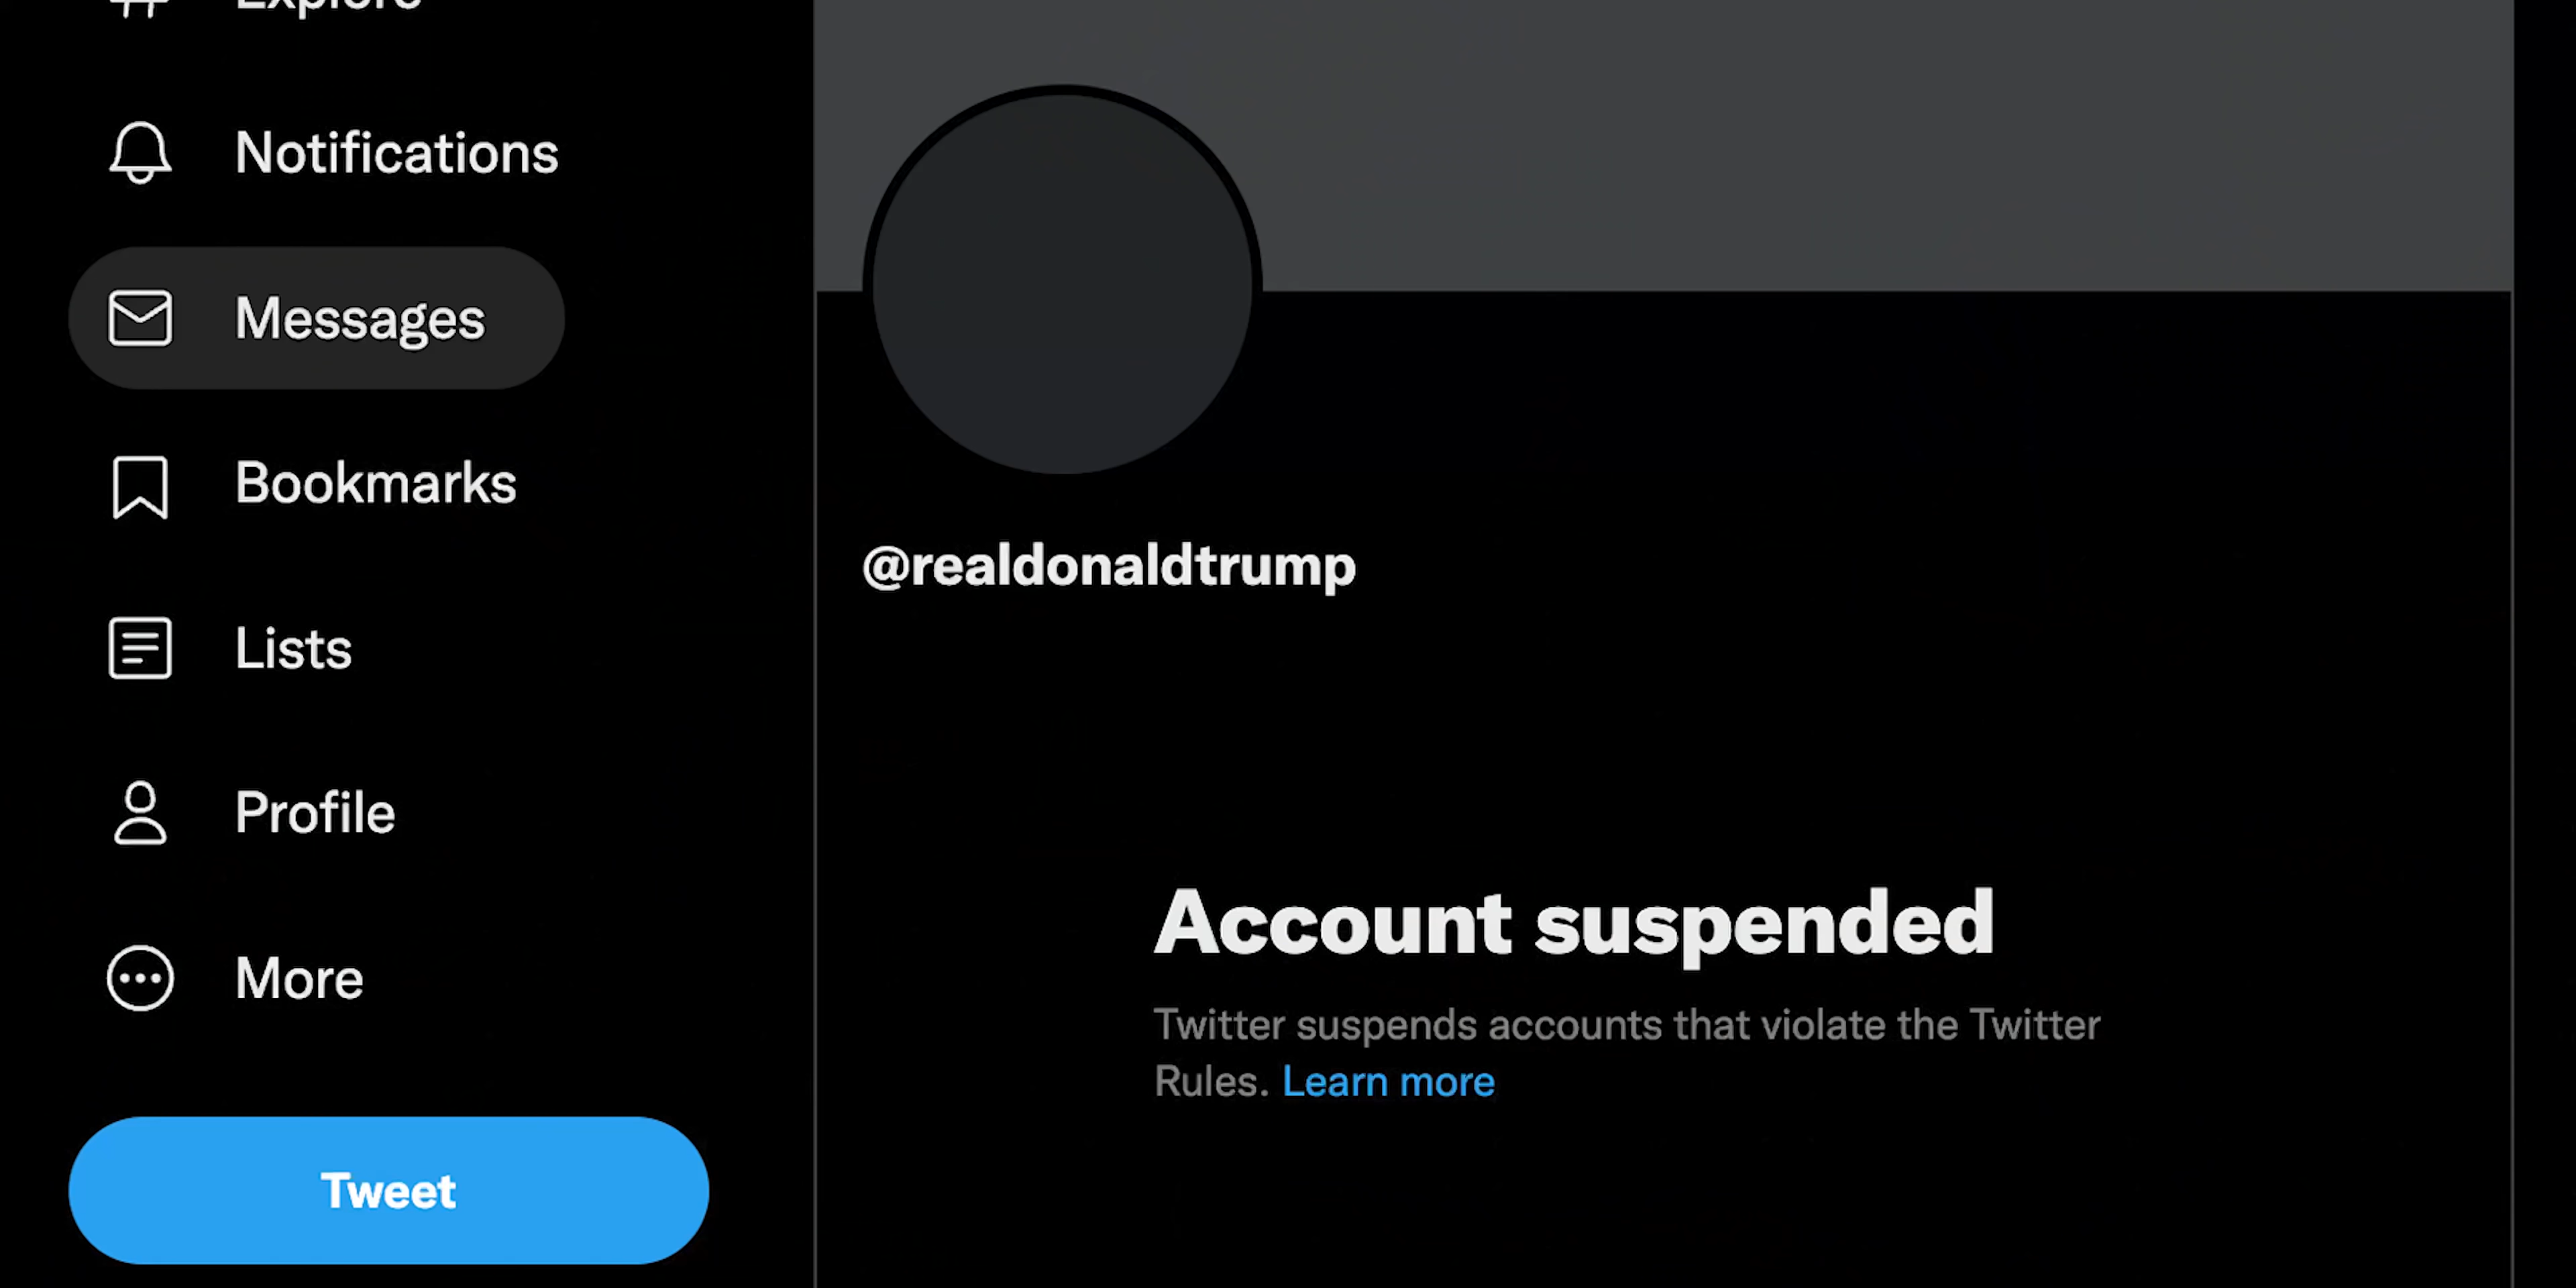 Explore
Notifications
Messages
Bookmarks
Lists
Profile
More
Tweet
@realdonaldtrump
Account suspended
Twitter suspends accounts that violate the Twitter
Rules. Learn more